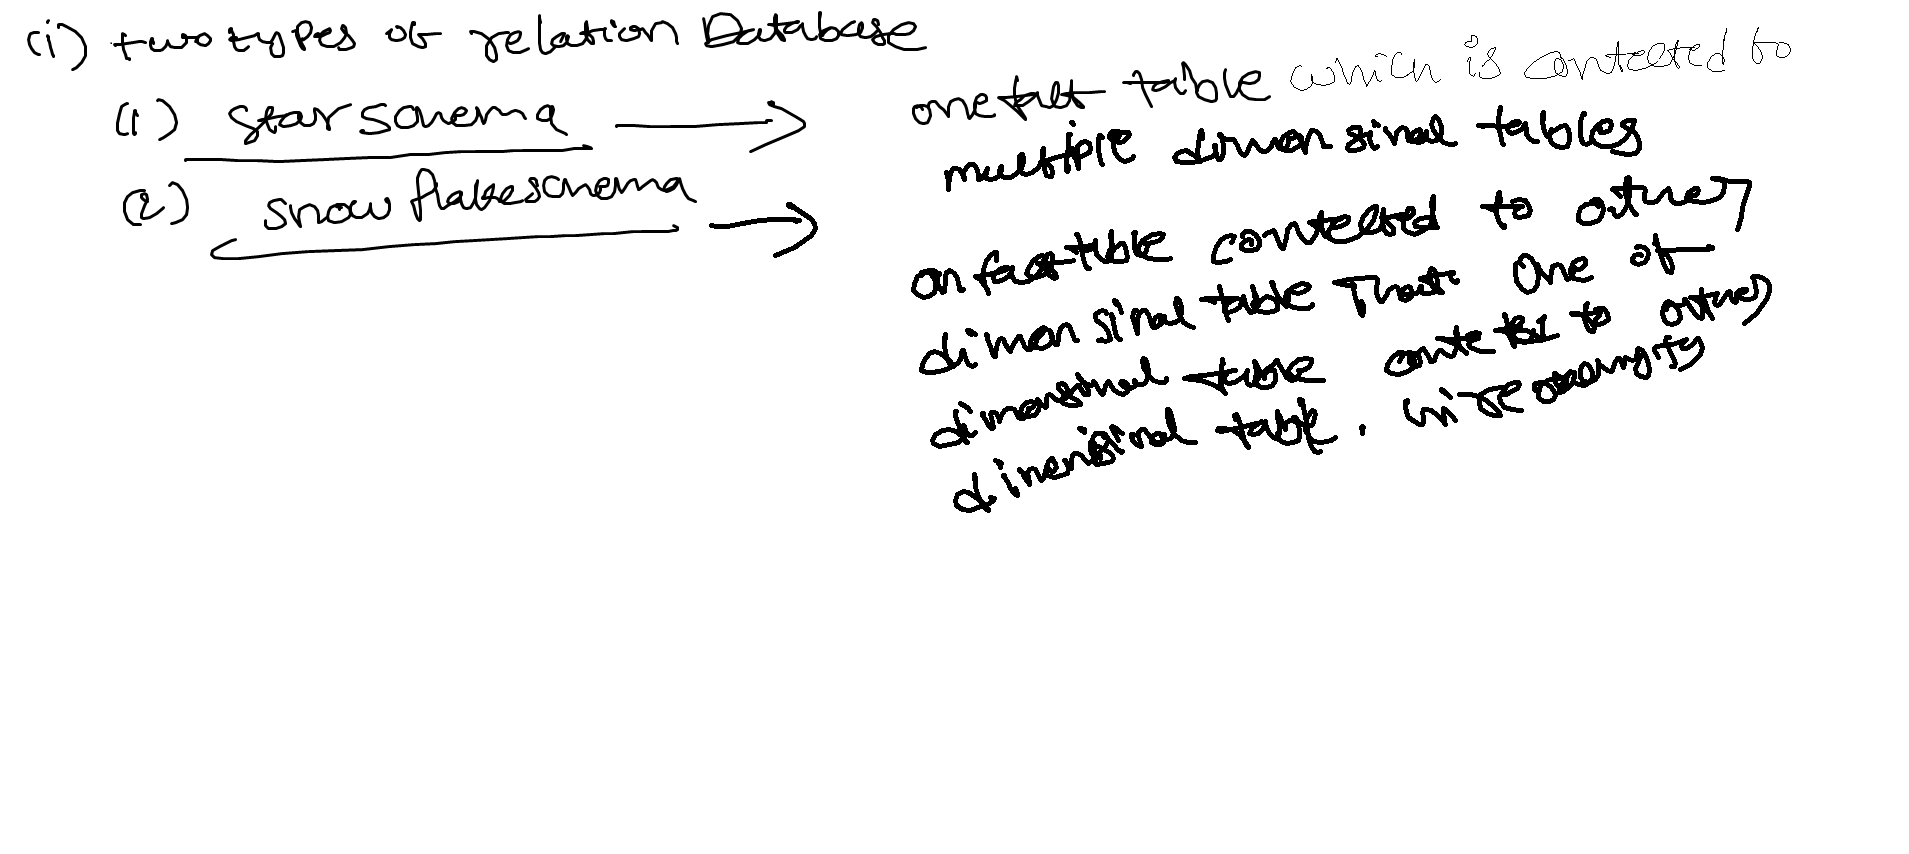 (i) two types of relation Database
(1) star schema
one fact table which is contected to
multiple dimensinal tables
(2) snow flakeschema
on fact table contected to other
dimensinal table That one of
dimensinal table to other
dimensinal table.